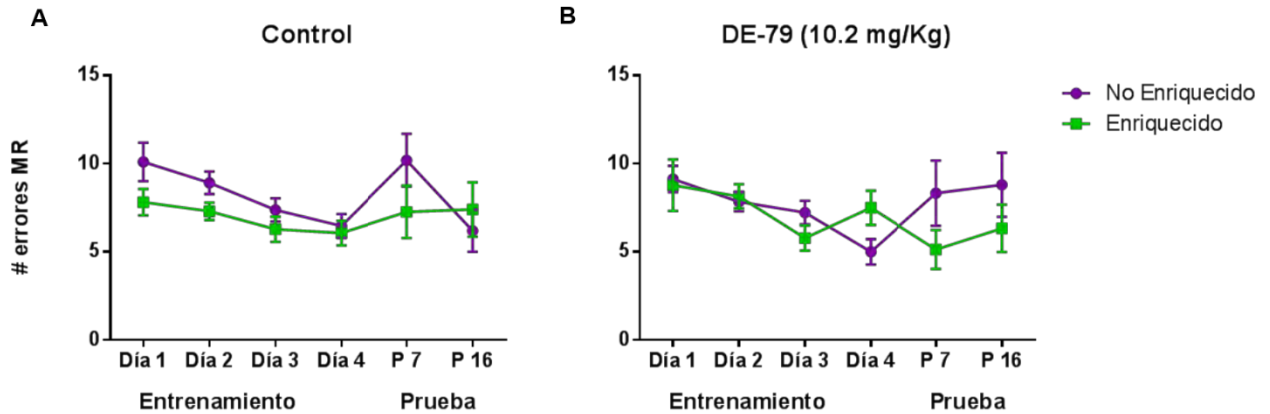 A
Control
15
10
5
0
# errores MR
Día 1 Día 2 Día 3 Día 4 P 7 P 16
Entrenamiento Prueba
B
DE-79 (10.2 mg/Kg)
15
10
5
0
Día 1 Día 2 Día 3 Día 4 P 7 P 16
Entrenamiento Prueba
No Enriquecido
Enriquecido